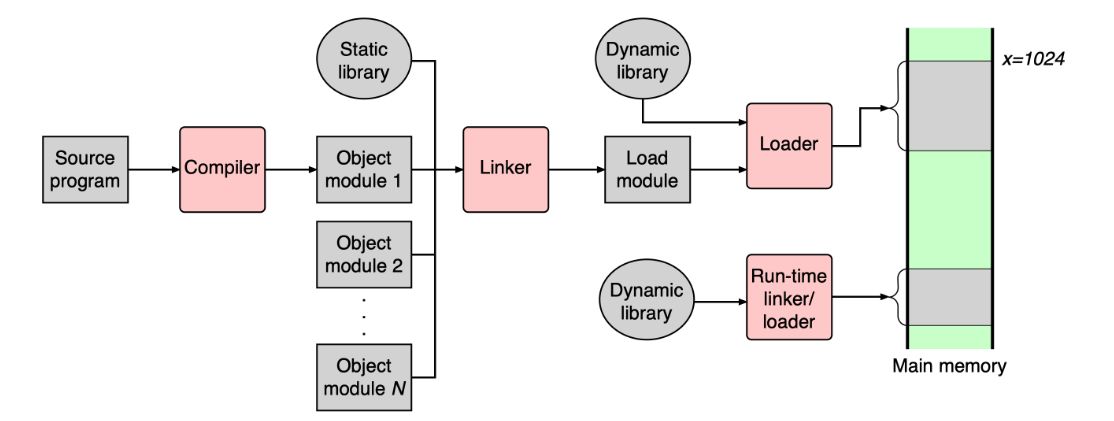 Static
library
Dynamic
library
x=1024
Source
program
Compiler
Object
module 1
Linker
Load
module
Loader
Object
module 2
Dynamic
library
Run-time
linker/
loader
Object
module N
Main memory